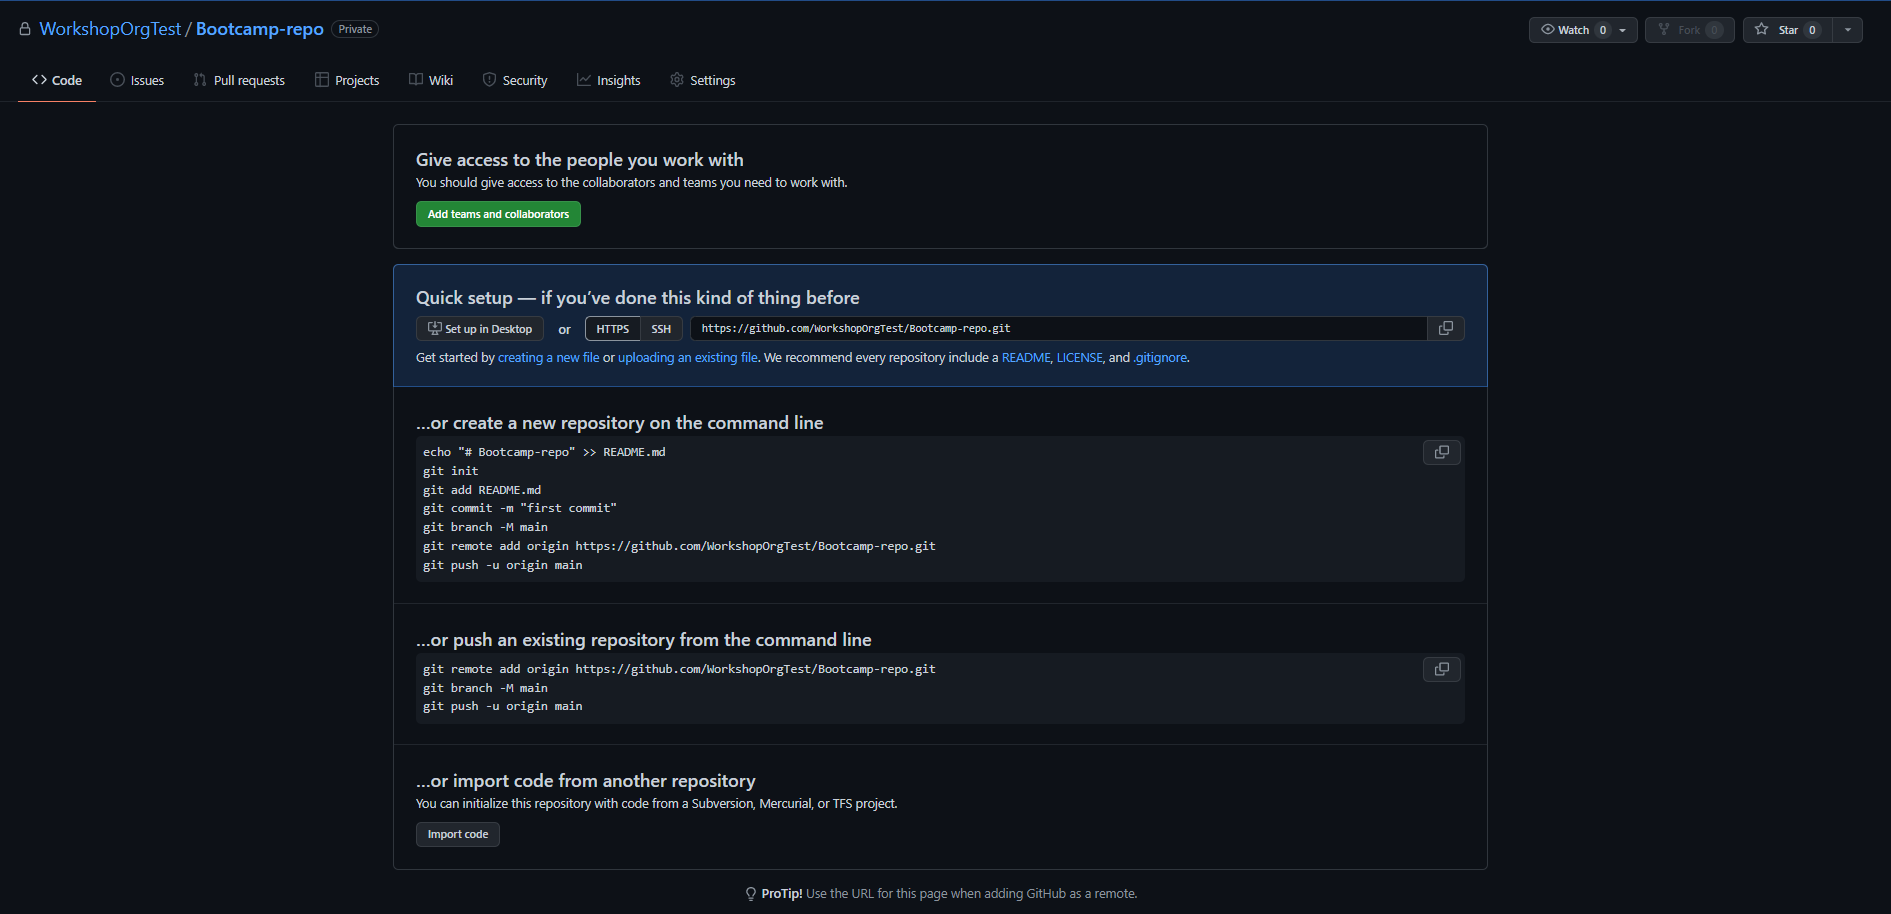 WorkshopOrgTest / Bootcamp-repo Private
Watch 0 Fork 0 Star 0
Code Issues Pull requests Projects Wiki Security Insights Settings
Give access to the people you work with
You should give access to the collaborators and teams you need to work with.
Add teams and collaborators
Quick setup — if you’ve done this kind of thing before
Set up in Desktop or HTTPS SSH https://github.com/WorkshopOrgTest/Bootcamp-repo.git
Get started by creating a new file or uploading an existing file. We recommend every repository include a README, LICENSE, and .gitignore.
…or create a new repository on the command line
echo "# Bootcamp-repo" >> README.md
git init
git add README.md
git commit -m "first commit"
git branch -M main
git remote add origin https://github.com/WorkshopOrgTest/Bootcamp-repo.git
git push -u origin main
…or push an existing repository from the command line
git remote add origin https://github.com/WorkshopOrgTest/Bootcamp-repo.git
git branch -M main
git push -u origin main
…or import code from another repository
You can initialize this repository with code from a Subversion, Mercurial, or TFS project.
Import code
ProTip! Use the URL for this page when adding GitHub as a remote.